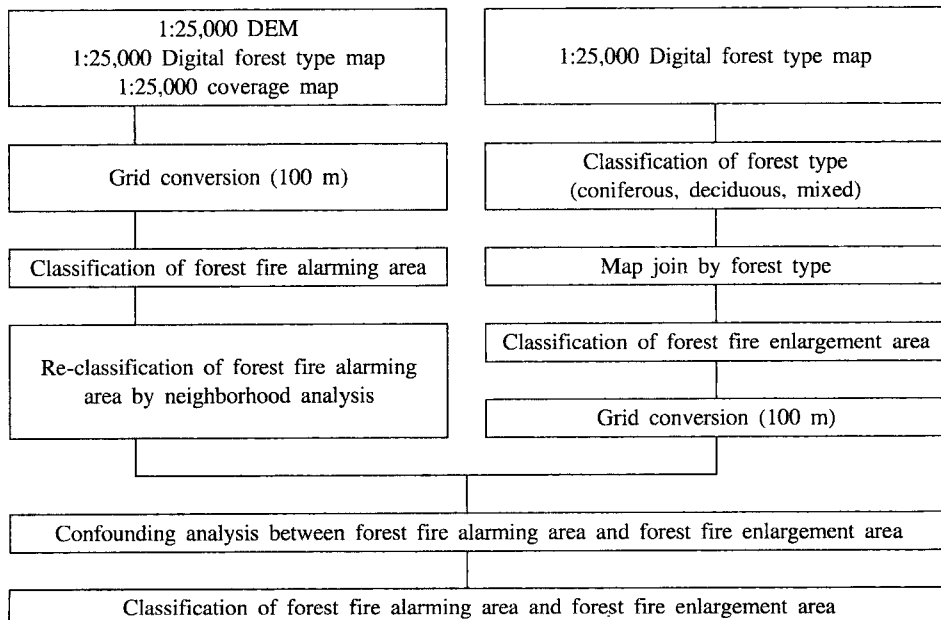 1:25,000 DEM
1:25,000 Digital forest type map
1:25,000 coverage map
Grid conversion (100 m)
Classification of forest fire alarming area
Re-classification of forest fire alarming
area by neighborhood analysis
1:25,000 Digital forest type map
Classification of forest type
(coniferous, deciduous, mixed)
Map join by forest type
Classification of forest fire enlargement area
Grid conversion (100 m)
Confounding analysis between forest fire alarming area and forest fire enlargement area
Classification of forest fire alarming area and forest fire enlargement area